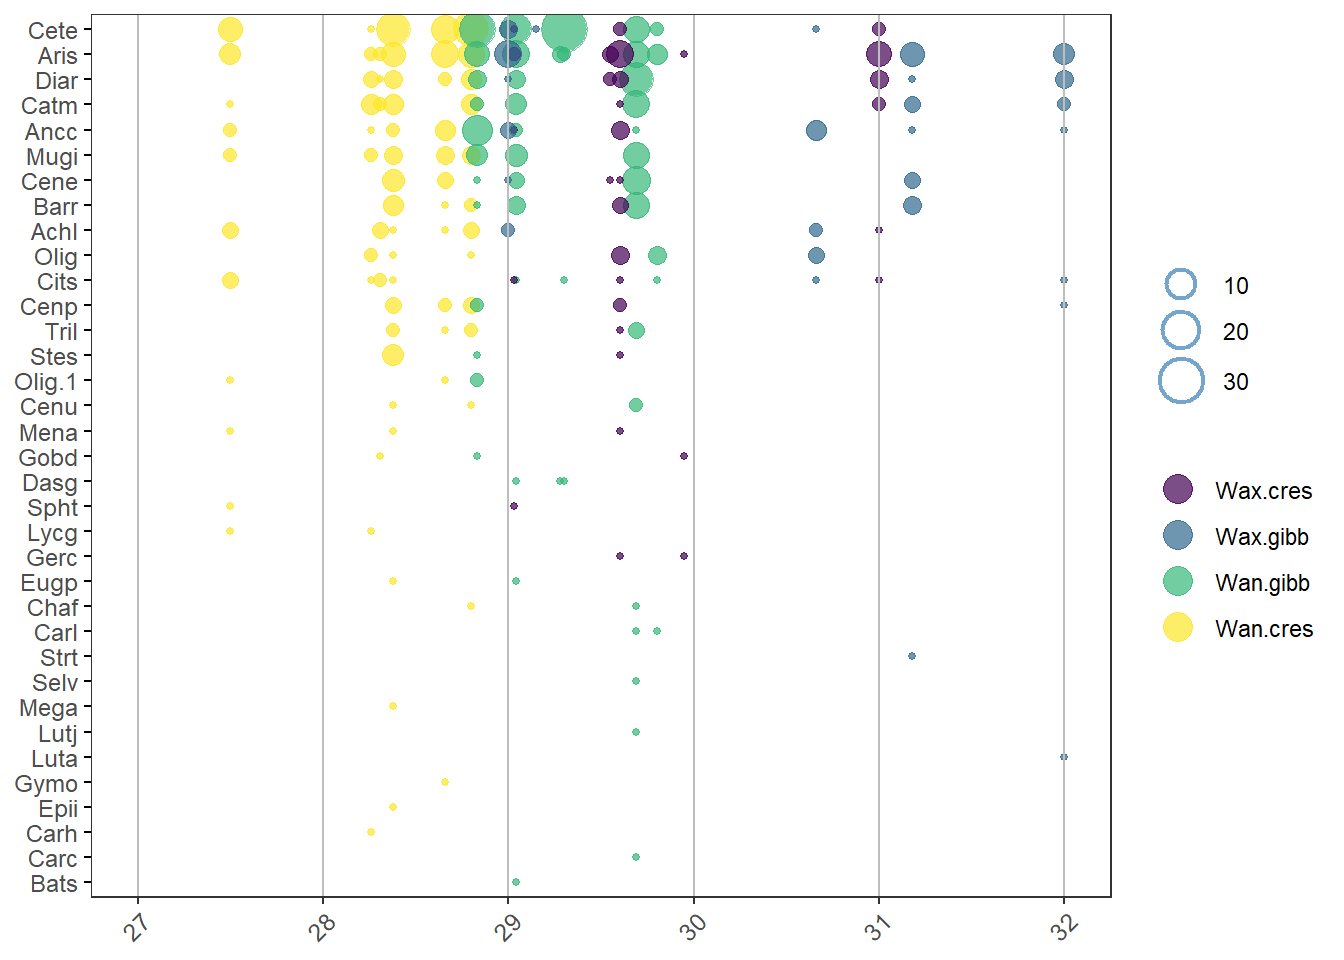 Cete
Aris
Diar
Catm
Ancc
Mugi
Cene
Barr
Achl
Olig
Cits
Cenp
Tril
Stes
Olig.1
Cenu
Mena
Gobd
Dasg
Spht
Lycg
Gerc
Eugp
Chaf
Carl
Strt
Selv
Mega
Lutj
Luta
Gymo
Epii
Carh
Carc
Bats
27 28 29 30 31 32
10
20
30
Wax.cres
Wax.gibb
Wan.gibb
Wan.cres